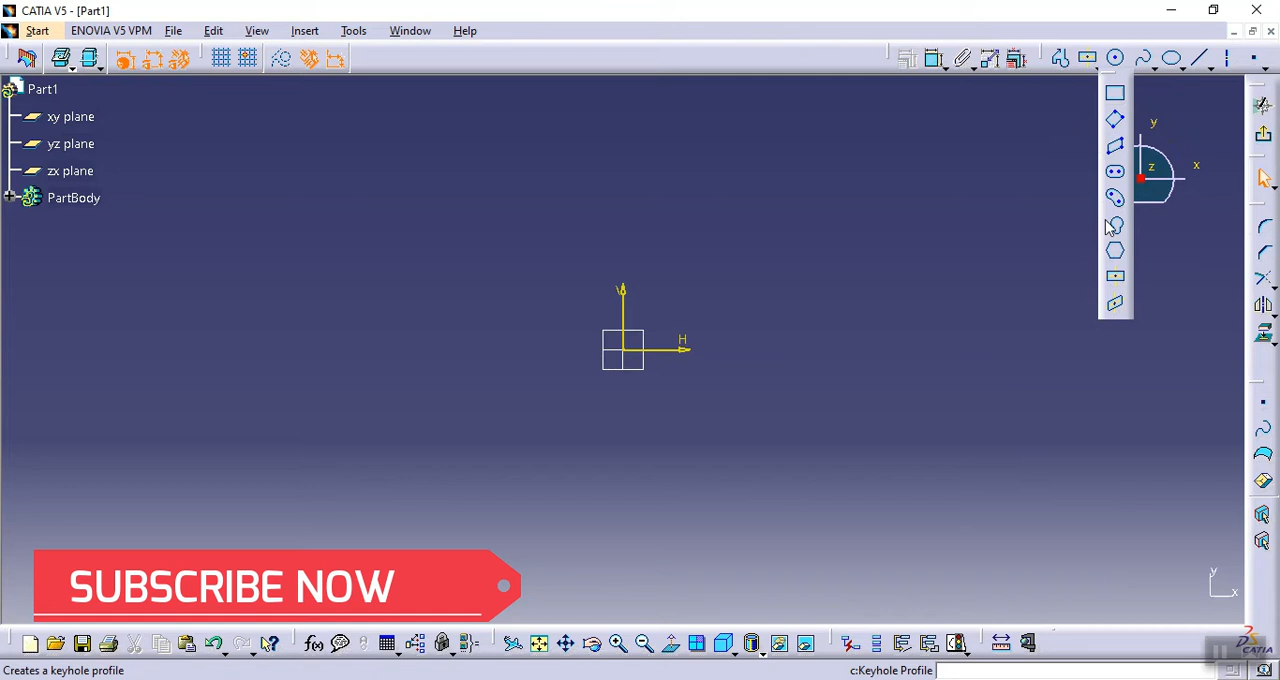 CATIA V5 - [Part1]
Start ENOVIA V5 VPM File Edit View Insert Tools Window Help
Part1
xy plane
yz plane
zx plane
PartBody
y
x
z
V
H
SUBSCRIBE NOW
y
x
f(x)
CATIA
Creates a keyhole profile
c:Keyhole Profile